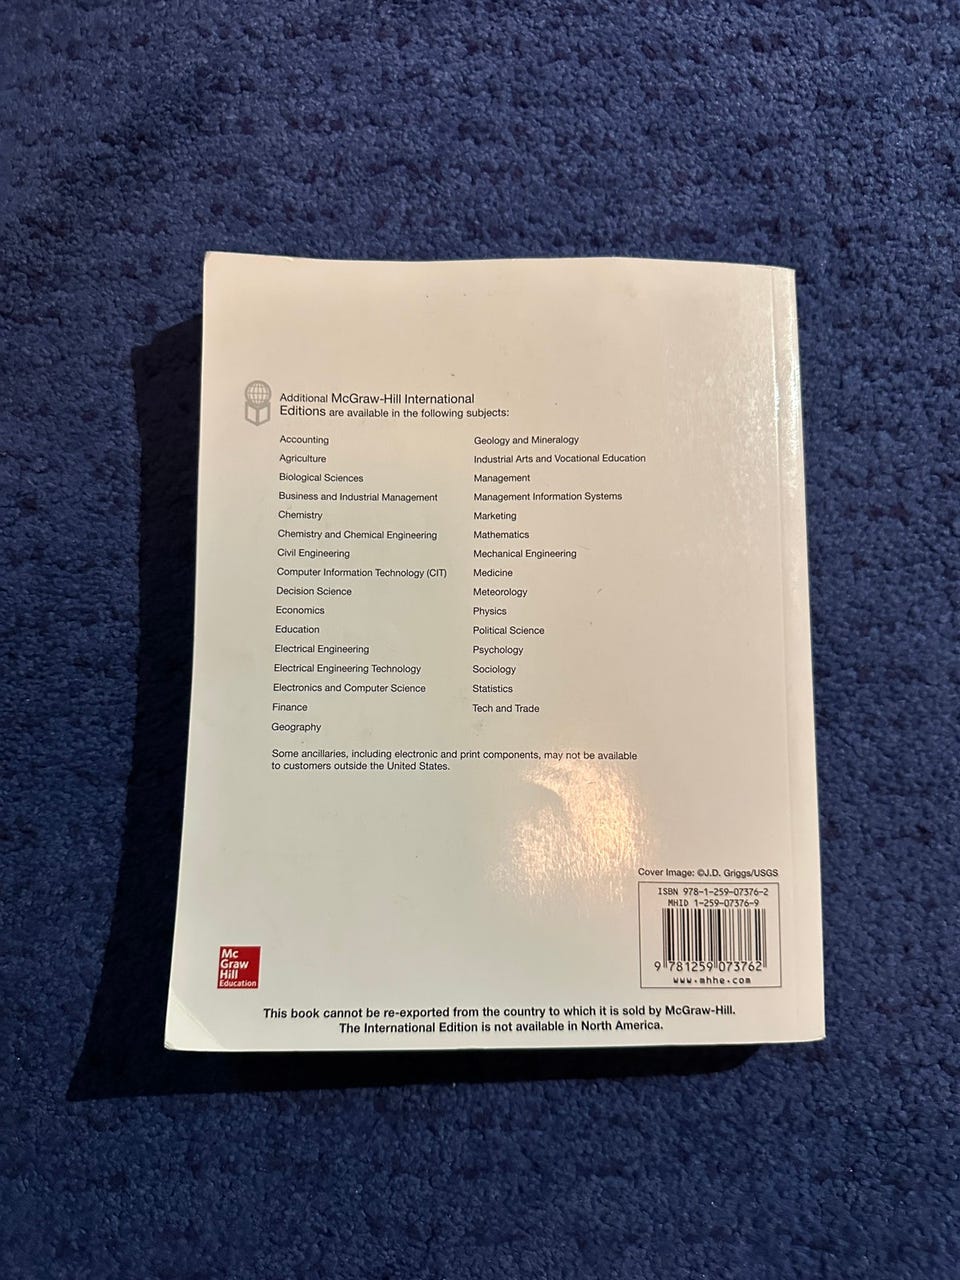 Additional McGraw-Hill International
Editions are available in the following subjects:
Accounting
Agriculture
Biological Sciences
Business and Industrial Management
Chemistry
Chemistry and Chemical Engineering
Civil Engineering
Computer Information Technology (CIT)
Decision Science
Economics
Education
Electrical Engineering
Electrical Engineering Technology
Electronics and Computer Science
Finance
Geography
Geology and Mineralogy
Industrial Arts and Vocational Education
Management
Management Information Systems
Marketing
Mathematics
Mechanical Engineering
Medicine
Meteorology
Physics
Political Science
Psychology
Sociology
Statistics
Tech and Trade
Some ancillaries, including electronic and print components, may not be available
to customers outside the United States.
Cover Image: ©J.D. Griggs/USGS
ISBN 978-1-259-07376-2
MHID 1-259-07376-9
9 781259 073762
www.mhhe.com
Mc
Graw
Hill
Education
This book cannot be re-exported from the country to which it is sold by McGraw-Hill.
The International Edition is not available in North America.